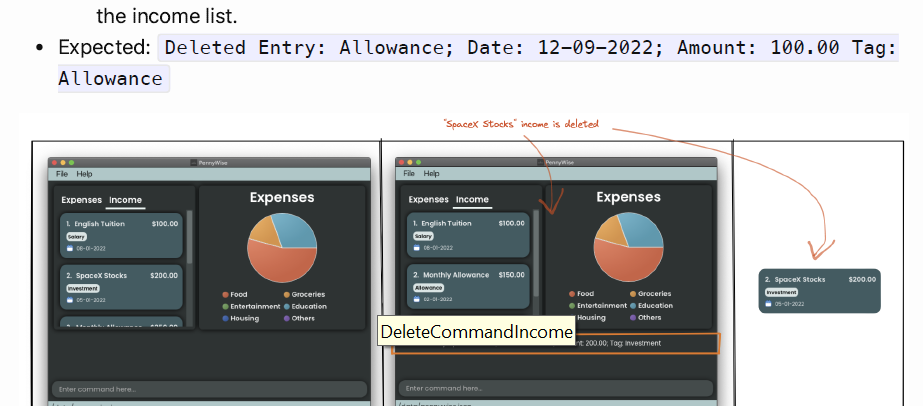 the income list.
• Expected: Deleted Entry: Allowance; Date: 12-09-2022; Amount: 100.00 Tag:
Allowance
"SpaceX Stocks" income is deleted
PennyWise
File Help
Expenses Income
1. English Tuition $100.00
Salary
08-01-2022
2. SpaceX Stocks $200.00
Investment
05-01-2022
Expenses
Food
Groceries
Entertainment
Education
Housing
Others
Enter command here...
PennyWise
File Help
Expenses Income
1. English Tuition $100.00
Salary
08-01-2022
2. Monthly Allowance $150.00
Allowance
02-01-2022
Expenses
Food
Groceries
Entertainment
Education
Housing
Others
DeleteCommandIncome
200.00; Tag: Investment
Enter command here...
2. SpaceX Stocks $200.00
Investment
05-01-2022